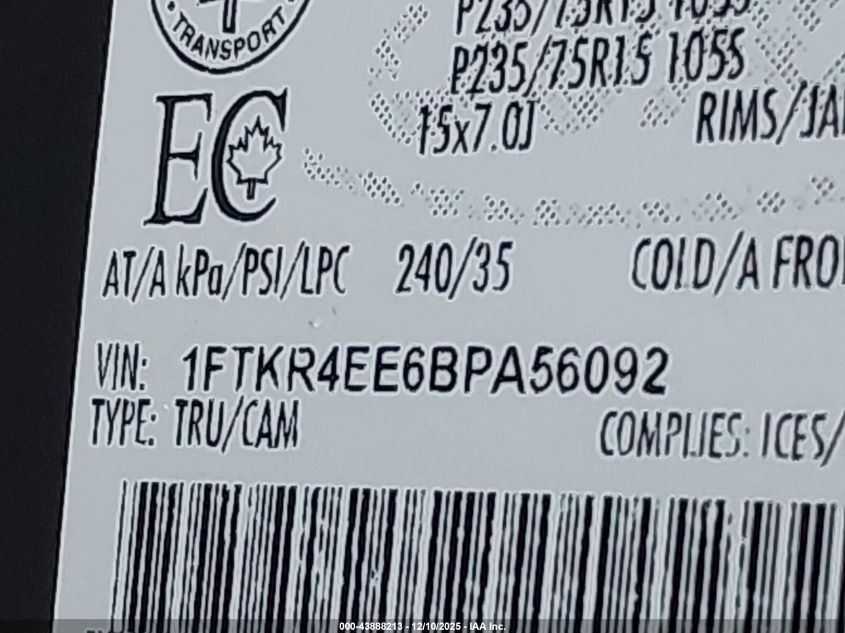 TRANSPORT
P235/75R15 105S
P235/75R15 105S
15x7.0J
RIMS/JA
EC
AT/A kPa/PSI/LPC 240/35 COLD/A FRO
VIN: 1FTKR4EE6BPA56092
TYPE: TRU/CAM
COMPLIES: ICES/
000-43888213 - 12/10/2025 - IAA Inc.